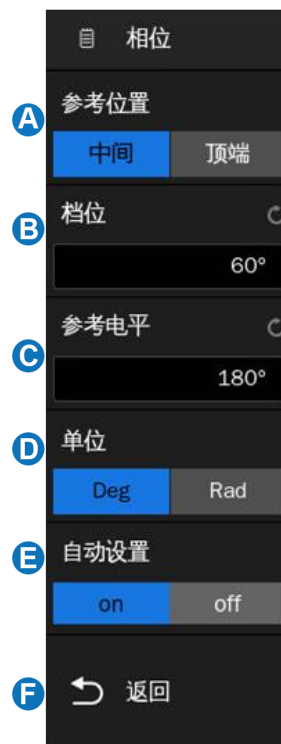 相位
A
参考位置
中间 顶端
B
档位
60°
C
参考电平
180°
D
单位
Deg Rad
E
自动设置
on off
F
返回